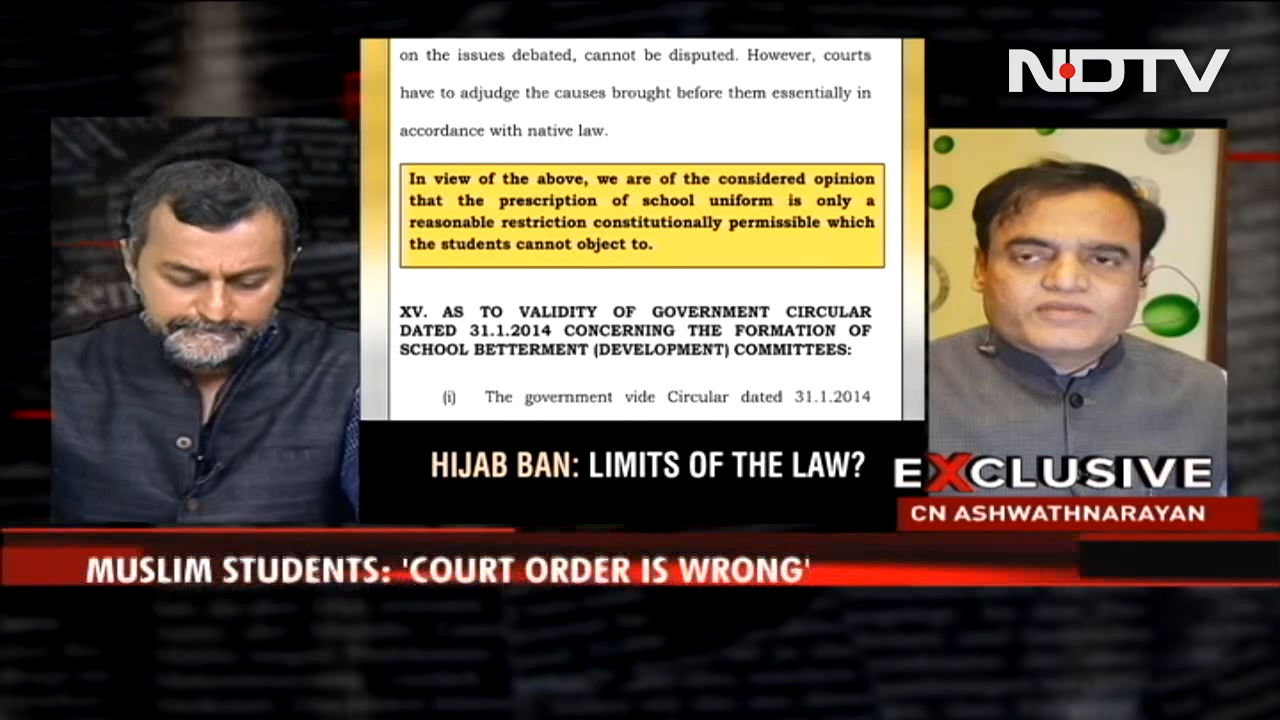 on the issues debated, cannot be disputed. However, courts
have to adjudge the causes brought before them essentially in
accordance with native law.
In view of the above, we are of the considered opinion
that the prescription of school uniform is only a
reasonable restriction constitutionally permissible which
the students cannot object to.
XV. AS TO VALIDITY OF GOVERNMENT CIRCULAR
DATED 31.1.2014 CONCERNING THE FORMATION OF
SCHOOL BETTERMENT (DEVELOPMENT) COMMITTEES:
(i) The government vide Circular dated 31.1.2014
NDTV
HIJAB BAN: LIMITS OF THE LAW?
EXCLUSIVE
CN ASHWATHNARAYAN
MUSLIM STUDENTS: 'COURT ORDER IS WRONG'